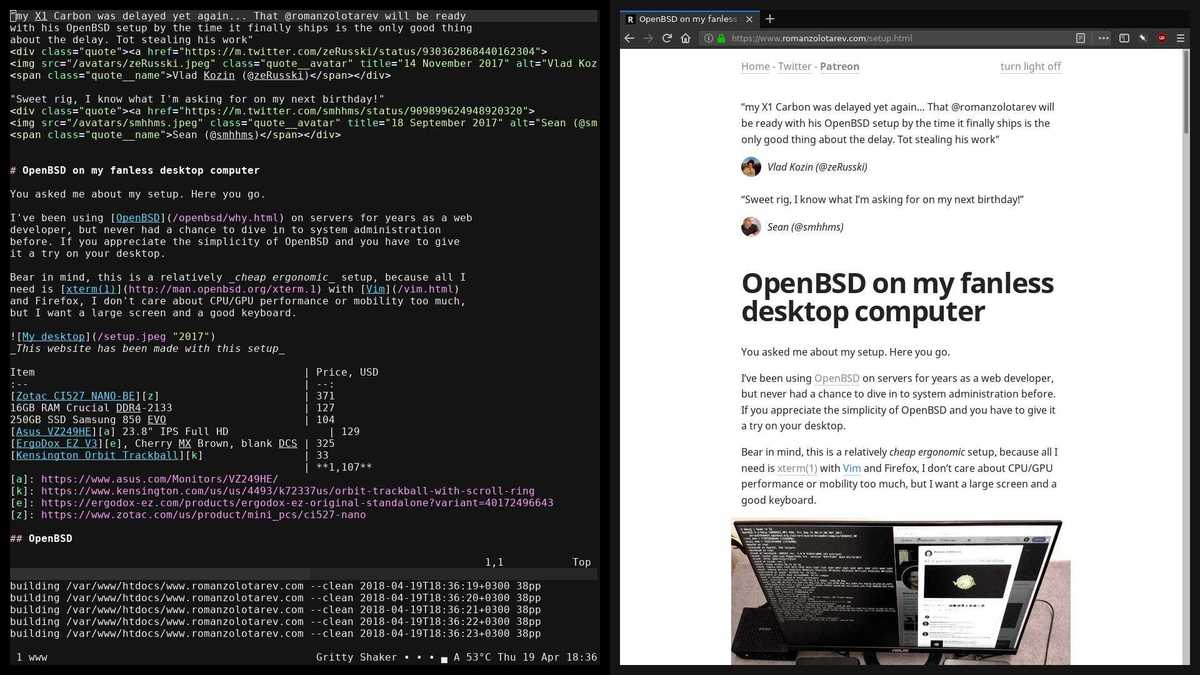 my X1 Carbon was delayed yet again... That @romanzolotarev will be ready
with his OpenBSD setup by the time it finally ships is the only good thing
about the delay. Tot stealing his work"
<div class="quote"><a href="https://m.twitter.com/zeRusski/status/930362868440162304">
<img src="/avatars/zeRusski.jpeg" class="quote__avatar" title="14 November 2017" alt="Vlad Koz
<span class="quote__name">Vlad Kozin (@zeRusski)</span></div>
"Sweet rig, I know what I'm asking for on my next birthday!"
<div class="quote"><a href="https://m.twitter.com/smhhms/status/909899624948920320">
<img src="/avatars/smhhms.jpeg" class="quote__avatar" title="18 September 2017" alt="Sean (@sm
<span class="quote__name">Sean (@smhhms)</span></div>
# OpenBSD on my fanless desktop computer
You asked me about my setup. Here you go.
I've been using [OpenBSD](/openbsd/why.html) on servers for years as a web
developer, but never had a chance to dive in to system administration
before. If you appreciate the simplicity of OpenBSD and you have to give
it a try on your desktop.
Bear in mind, this is a relatively _cheap ergonomic_ setup, because all I
need is [xterm(1)](http://man.openbsd.org/xterm.1) with [Vim](/vim.html)
and Firefox, I don't care about CPU/GPU performance or mobility too much,
but I want a large screen and a good keyboard.
![My desktop](/setup.jpeg "2017")
_This website has been made with this setup_
Item | Price, USD
:-- | --:
[Zotac CI527 NANO-BE][z] | 371
16GB RAM Crucial DDR4-2133 | 127
250GB SSD Samsung 850 EVO | 104
[Asus VZ249HE][a] 23.8" IPS Full HD | 129
[ErgoDox EZ V3][e], Cherry MX Brown, blank DCS | 325
[Kensington Orbit Trackball][k] | 33
| **1,107**
[a]: https://www.asus.com/Monitors/VZ249HE/
[k]: https://www.kensington.com/us/us/4493/k72337us/orbit-trackball-with-scroll-ring
[e]: https://ergodox-ez.com/products/ergodox-ez-original-standalone?variant=40172496643
[z]: https://www.zotac.com/us/product/mini_pcs/ci527-nano
## OpenBSD
1,1 Top
building /var/www/htdocs/www.romanzolotarev.com --clean 2018-04-19T18:36:19+0300 38pp
building /var/www/htdocs/www.romanzolotarev.com --clean 2018-04-19T18:36:20+0300 38pp
building /var/www/htdocs/www.romanzolotarev.com --clean 2018-04-19T18:36:21+0300 38pp
building /var/www/htdocs/www.romanzolotarev.com --clean 2018-04-19T18:36:22+0300 38pp
building /var/www/htdocs/www.romanzolotarev.com --clean 2018-04-19T18:36:23+0300 38pp
1 www Gritty Shaker • • • ▄ A 53°C Thu 19 Apr 18:36
R OpenBSD on my fanless
https://www.romanzolotarev.com/setup.html
Home - Twitter - Patreon turn light off
“my X1 Carbon was delayed yet again… That @romanzolotarev will
be ready with his OpenBSD setup by the time it finally ships is the
only good thing about the delay. Tot stealing his work”
Vlad Kozin (@zeRusski)
“Sweet rig, I know what I’m asking for on my next birthday!”
Sean (@smhhms)
OpenBSD on my fanless
desktop computer
You asked me about my setup. Here you go.
I’ve been using OpenBSD on servers for years as a web developer,
but never had a chance to dive in to system administration before.
If you appreciate the simplicity of OpenBSD and you have to give it
a try on your desktop.
Bear in mind, this is a relatively cheap ergonomic setup, because all I
need is xterm(1) with Vim and Firefox, I don’t care about CPU/GPU
performance or mobility too much, but I want a large screen and a
good keyboard.
ASUS